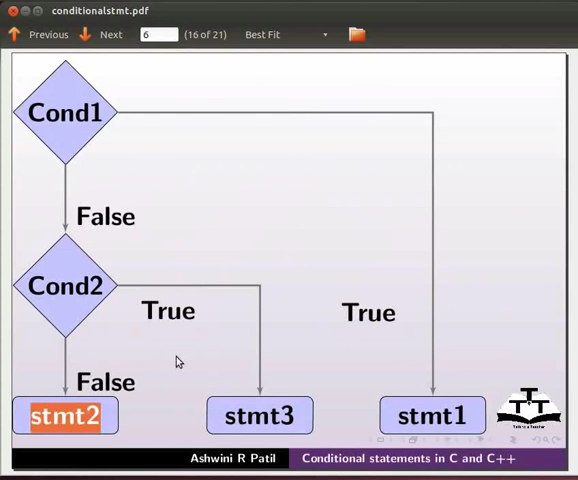 conditionalstmt.pdf
Previous Next 6 (16 of 21) Best Fit
Cond1
False
Cond2
True
True
False
stmt2 stmt3 stmt1
Ashwini R Patil Conditional statements in C and C++